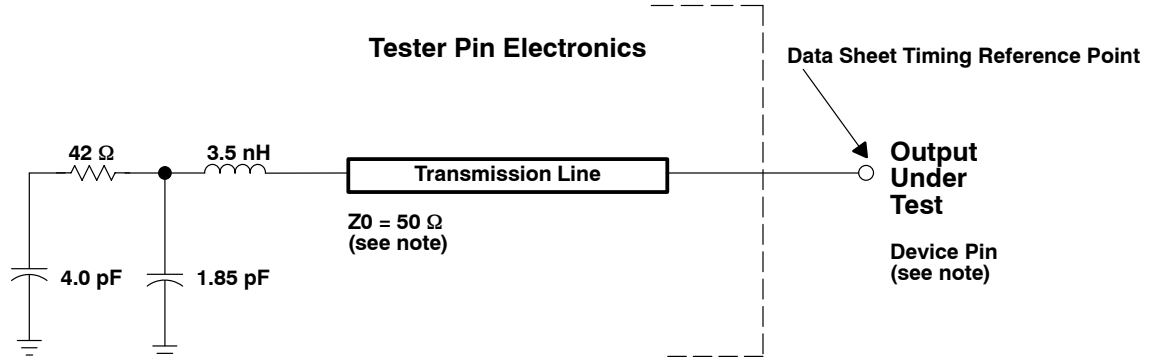 Tester Pin Electronics
Data Sheet Timing Reference Point
42 Ω
3.5 nH
Transmission Line
Output
Under
Test
Z0 = 50 Ω
(see note)
Device Pin
(see note)
4.0 pF
1.85 pF